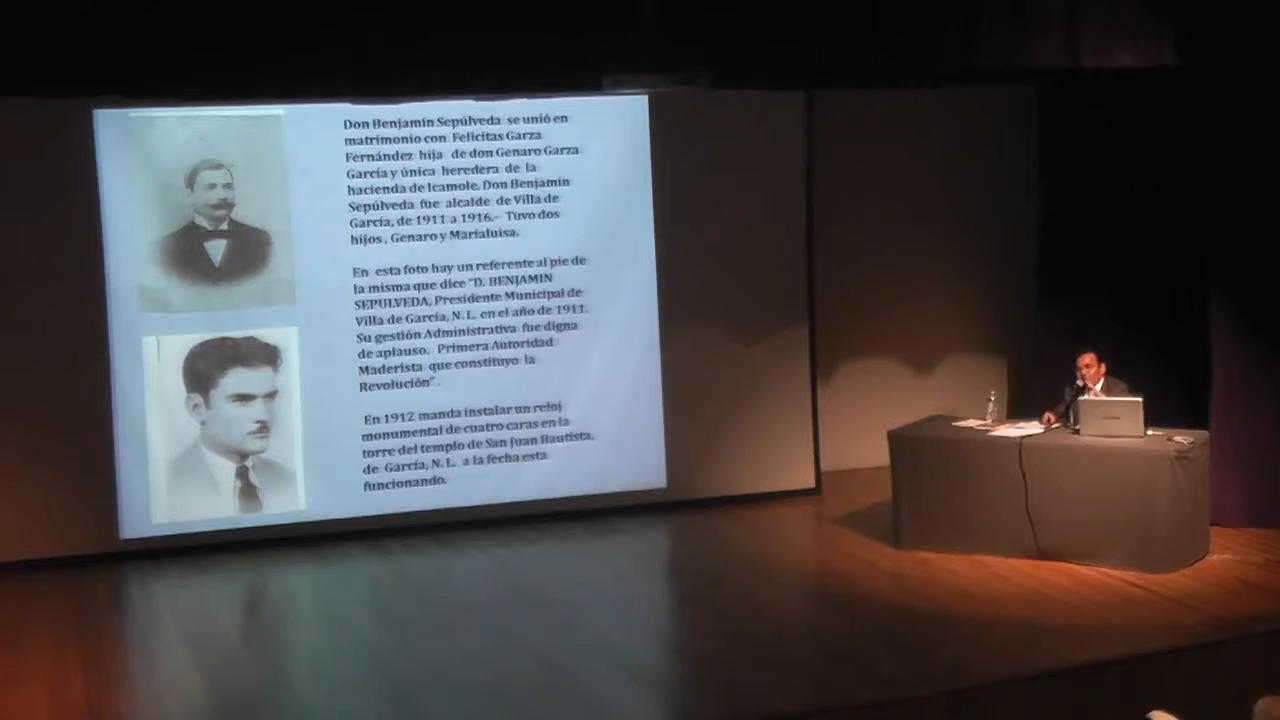 Don Benjamín Sepúlveda se unió en
matrimonio con Felicitas Garza
Fernández hija de don Genaro Garza
García y única heredera de la
hacienda de Icamole. Don Benjamín
Sepúlveda fue alcalde de Villa de
García, de 1911 a 1916.- Tuvo dos
hijos, Genaro y Marialuisa.
En esta foto hay un referente al pie de
la misma que dice "D. BENJAMIN
SEPULVEDA, Presidente Municipal de
Villa de García, N. L. en el año de 1911.
Su gestión Administrativa fue digna
de aplauso. Primera Autoridad
Maderista que constituyo la
Revolución".
En 1912 manda instalar un reloj
monumental de cuatro caras en la
torre del templo de San Juan Bautista,
de García, N. L. a la fecha esta
funcionando.